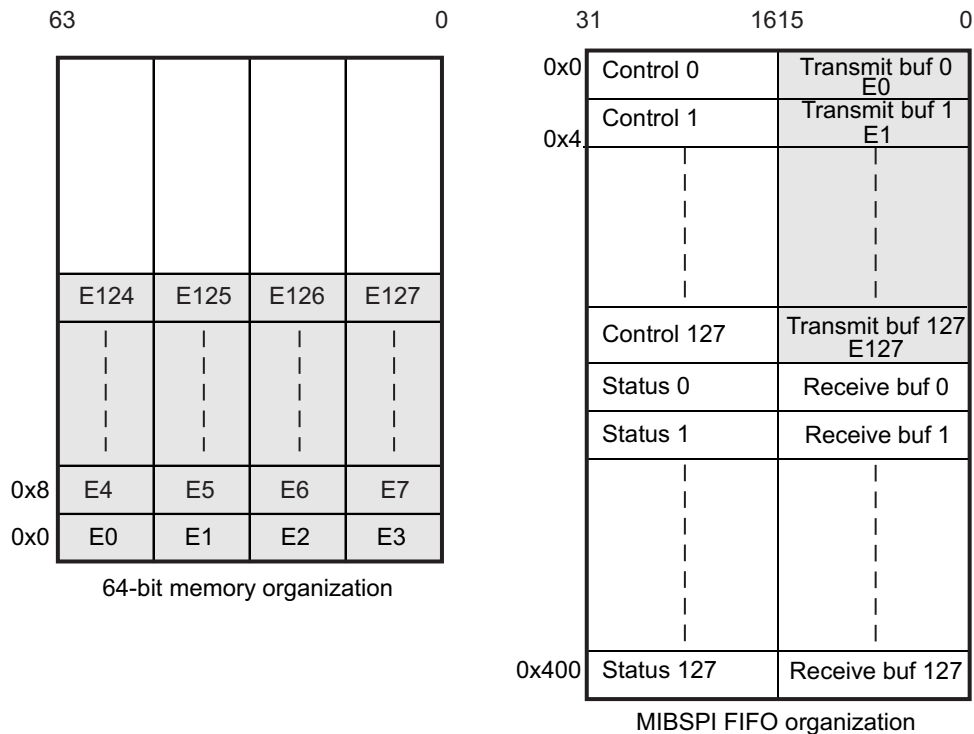 63 0
E124 E125 E126 E127
0x8 E4 E5 E6 E7
0x0 E0 E1 E2 E3
64-bit memory organization
31 1615 0
0x0 Control 0 Transmit buf 0
E0
Control 1 Transmit buf 1
0x4 E1
Control 127 Transmit buf 127
E127
Status 0 Receive buf 0
Status 1 Receive buf 1
0x400 Status 127 Receive buf 127
MIBSPI FIFO organization